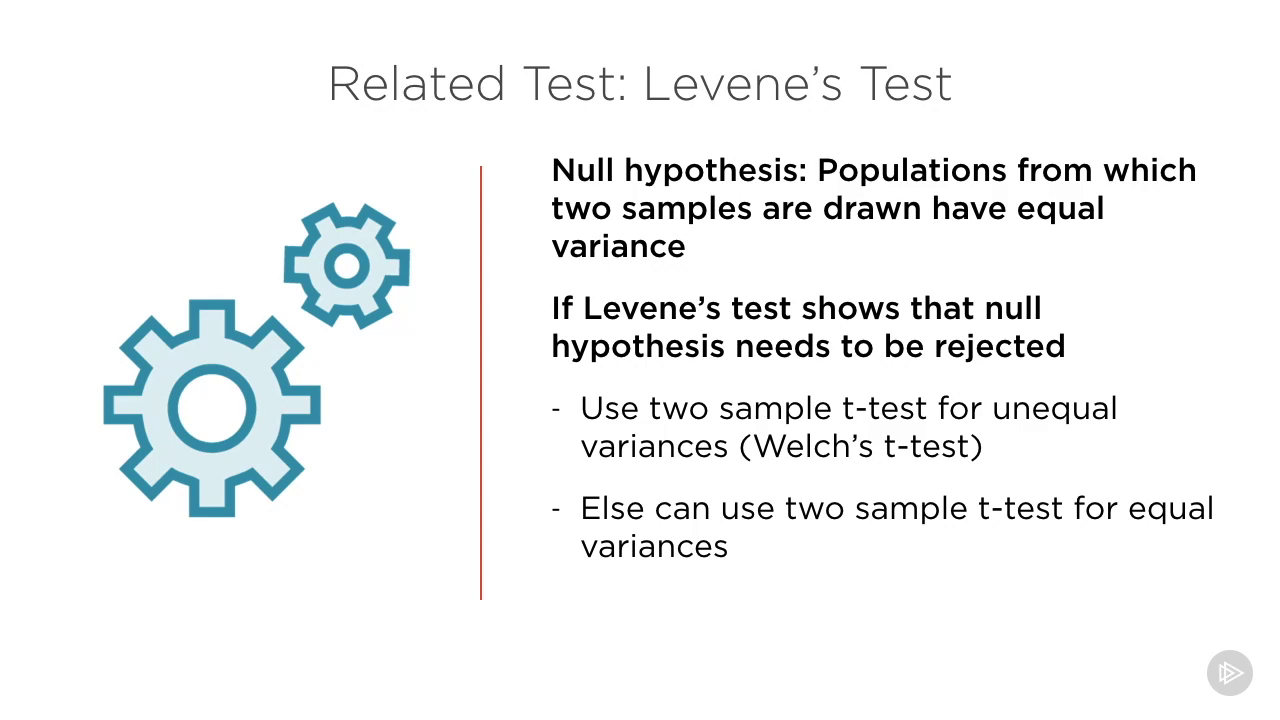 Related Test: Levene’s Test
Null hypothesis: Populations from which
two samples are drawn have equal
variance
If Levene’s test shows that null
hypothesis needs to be rejected
- Use two sample t-test for unequal
variances (Welch’s t-test)
- Else can use two sample t-test for equal
variances